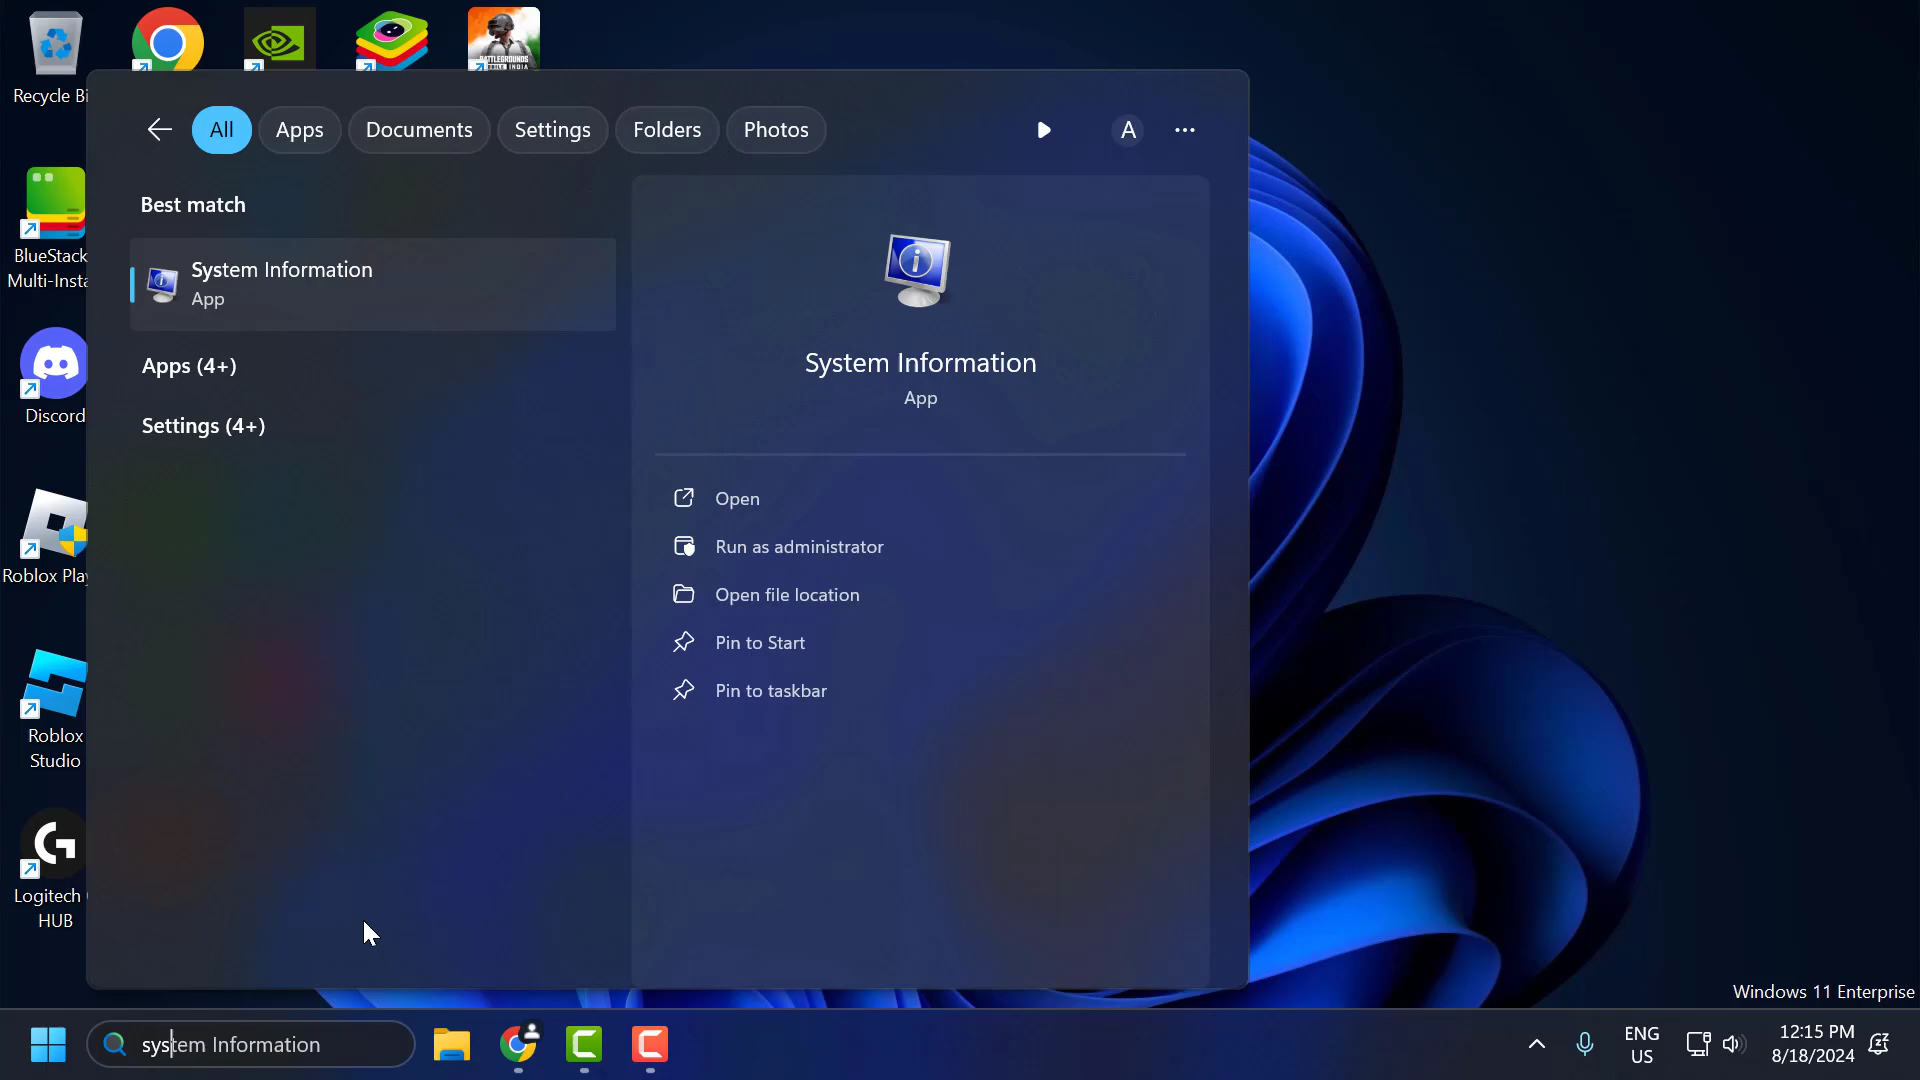 Recycle Bi
BATTLEGROUNDS
All
Apps
Documents
Settings
Folders
Photos
A
Best match
System Information
App
Apps (4+)
Settings (4+)
System Information
App
Open
Run as administrator
Open file location
Pin to Start
Pin to taskbar
BlueStack
Multi-Insta
Discord
Roblox Play
Roblox
Studio
Logitech
HUB
Windows 11 Enterprise
system Information
ENG
US
12:15 PM
8/18/2024